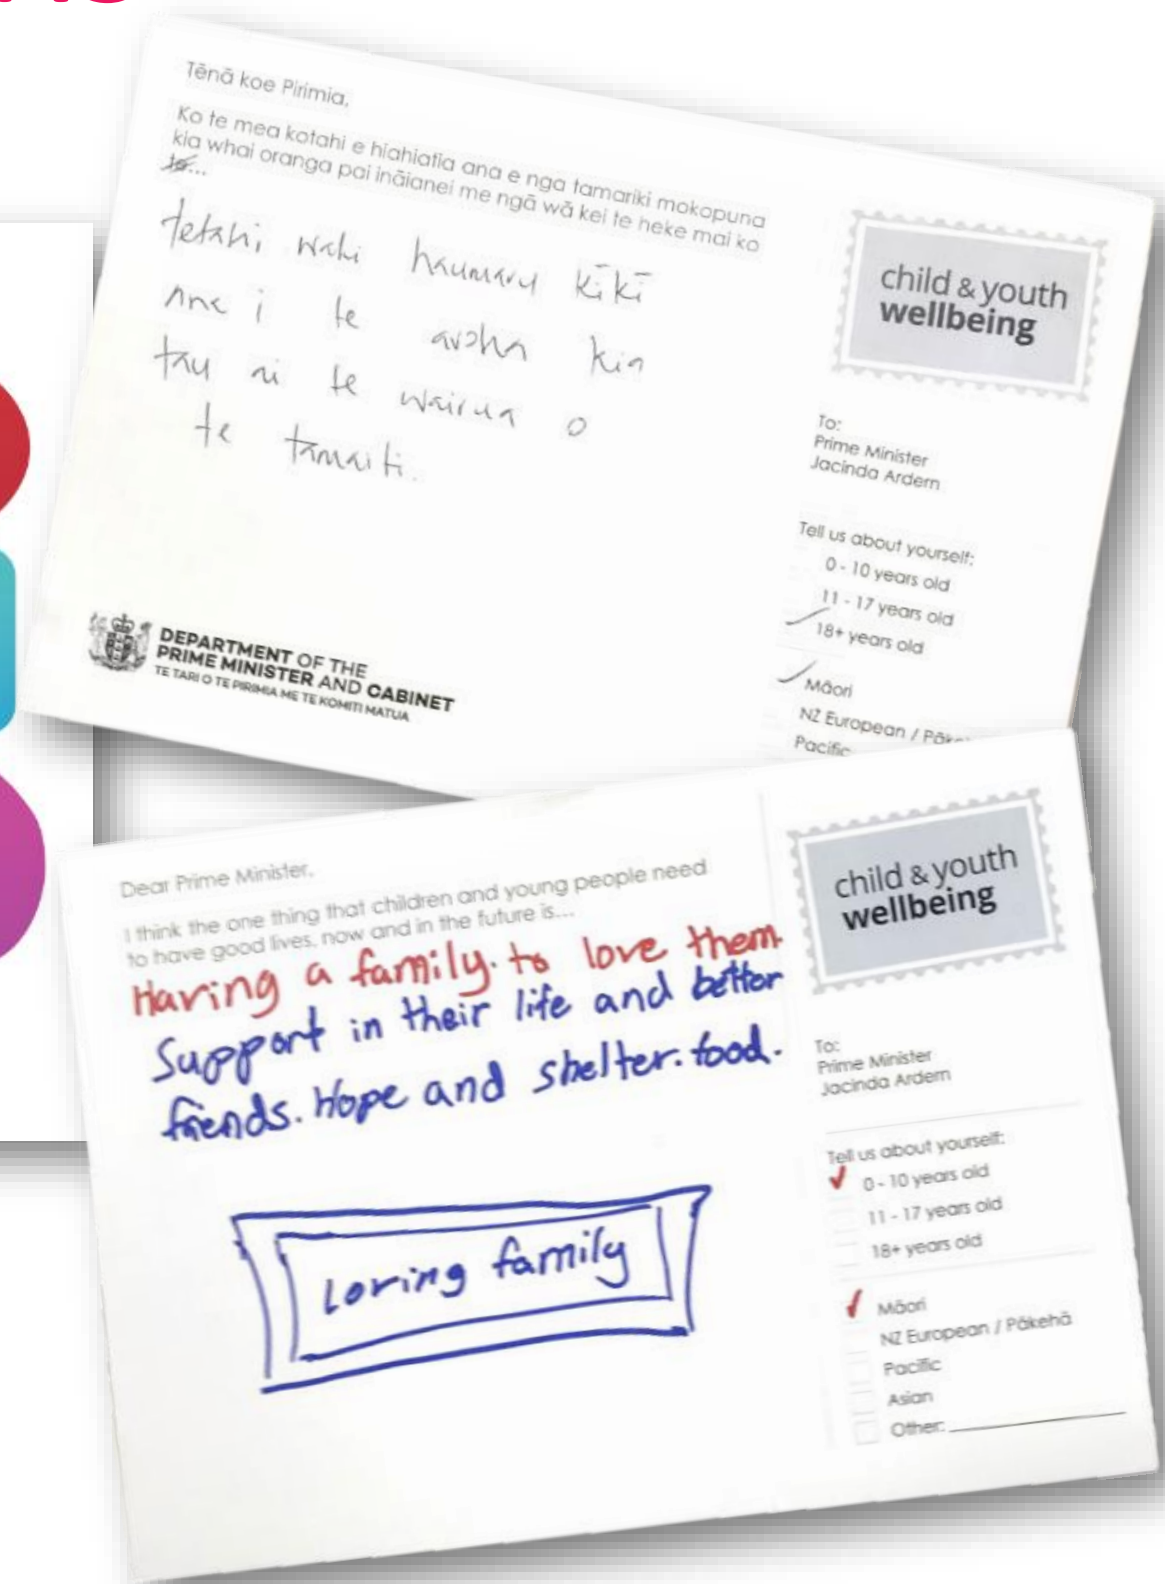 Tēnā koe Pirimia,
Ko te mea kotahi e hiahiatia ana e nga tamariki mokopuna
kia whai oranga pai ināianei me ngā wā kei te heke mai ko
te...
tetahi wahi haumaru kīkī
ana i te aroha kia
tau ai te wairua o
te tamaiti.
child & youth
wellbeing
To:
Prime Minister
Jacinda Ardern
Tell us about yourself:
0 - 10 years old
11 - 17 years old
18+ years old
Māori
NZ European / Pāke
Pacific
DEPARTMENT OF THE
PRIME MINISTER AND CABINET
TE TARI O TE PIRIMIA ME TE KOMITI MATUA
Dear Prime Minister,
I think the one thing that children and young people need
to have good lives, now and in the future is...
Having a family. to love them.
Support in their life and better
friends. Hope and shelter. food.
Loving family
child & youth
wellbeing
To:
Prime Minister
Jacinda Ardern
Tell us about yourself:
0 - 10 years old
11 - 17 years old
18+ years old
Māori
NZ European / Pākehā
Pacific
Asian
Other: